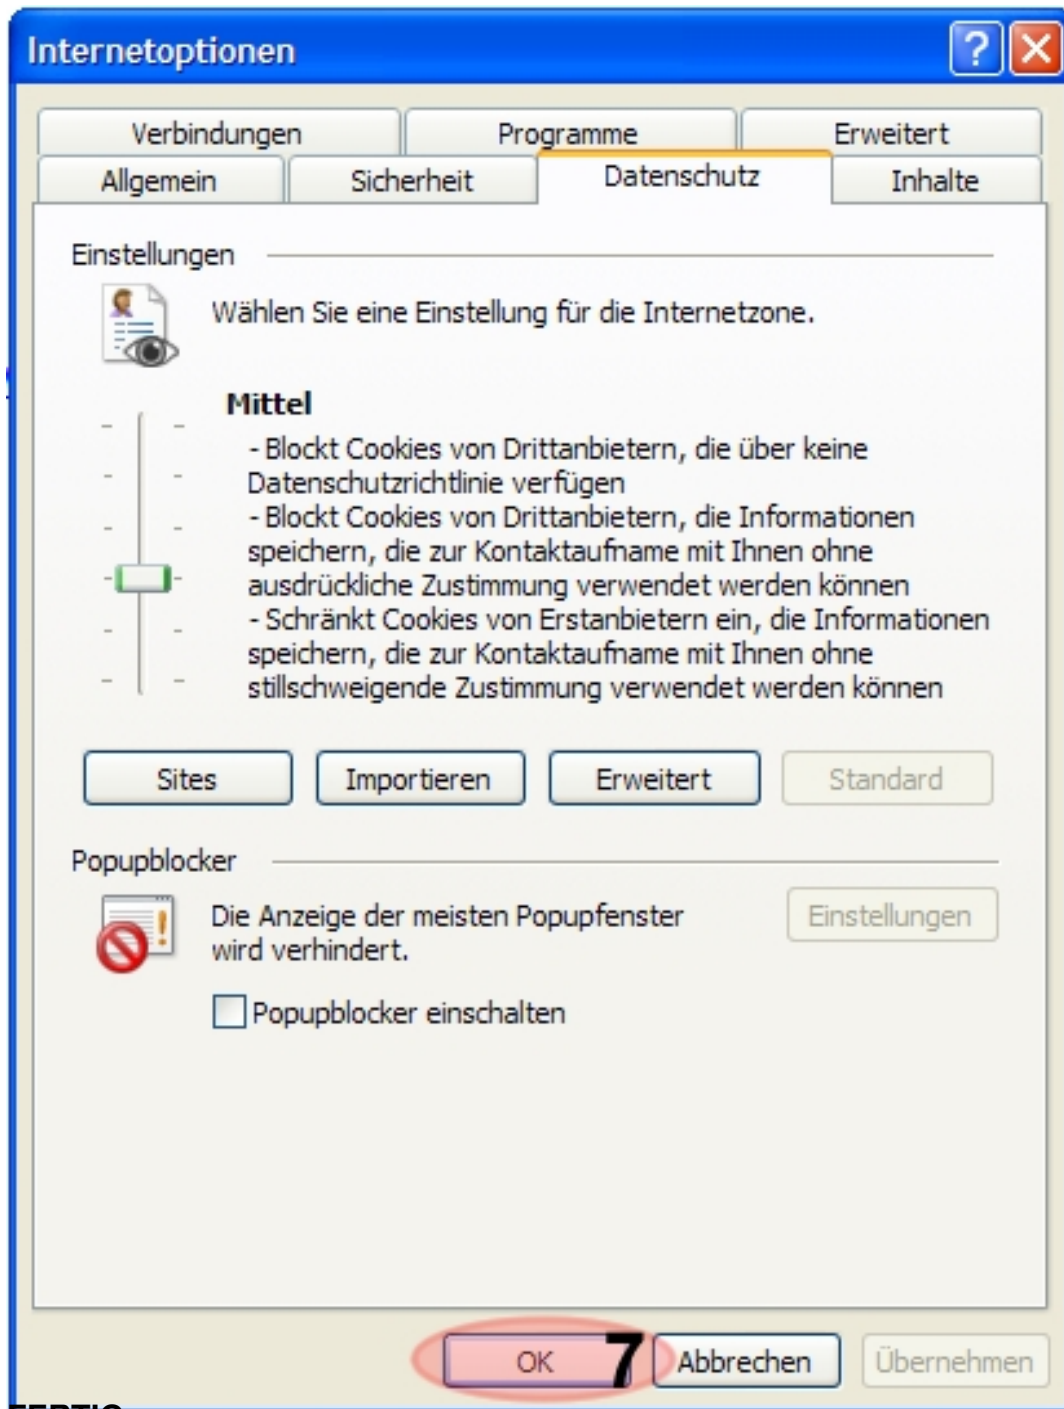 Internetoptionen
?
Verbindungen Programme Erweitert
Allgemein Sicherheit Datenschutz Inhalte
Einstellungen
Wählen Sie eine Einstellung für die Internetzone.
Mittel
- Blockt Cookies von Drittanbietern, die über keine
Datenschutzrichtlinie verfügen
- Blockt Cookies von Drittanbietern, die Informationen
speichern, die zur Kontaktaufname mit Ihnen ohne
ausdrückliche Zustimmung verwendet werden können
- Schränkt Cookies von Erstanbietern ein, die Informationen
speichern, die zur Kontaktaufname mit Ihnen ohne
stillschweigende Zustimmung verwendet werden können
Sites Importieren Erweitert Standard
Popupblocker
Die Anzeige der meisten Popupfenster Einstellungen
wird verhindert.
Popupblocker einschalten
OK 7 Abbrechen Übernehmen
FERTIG